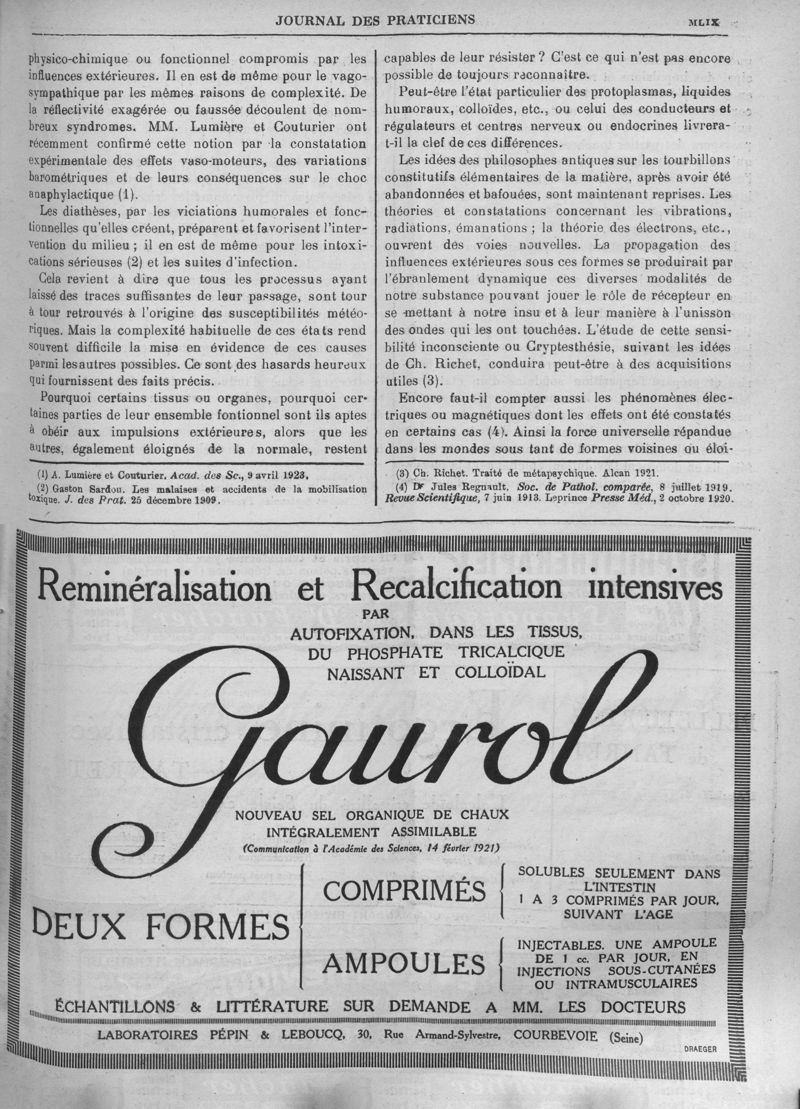 JOURNAL DES PRATICIENS
MLIX
physico-chimique ou fonctionnel compromis par les
influences extérieures. Il en est de même pour le vago-
sympathique par les mêmes raisons de complexité. De
la réflectivité exagérée ou faussée découlent de nom-
breux syndromes. MM. Lumière et Couturier ont
récemment confirmé cette notion par la constatation
expérimentale des effets vaso-moteurs, des variations
barométriques et de leurs conséquences sur le choc
anaphylactique (1).
Les diathèses, par les viciations humorales et fonc-
tionnelles qu'elles créent, préparent et favorisent l'inter-
vention du milieu ; il en est de même pour les intoxi-
cations sérieuses (2) et les suites d'infection.
Cela revient à dire que tous les processus ayant
laissé des traces suffisantes de leur passage, sont tour
à tour retrouvés à l'origine des susceptibilités météo-
riques. Mais la complexité habituelle de ces états rend
souvent difficile la mise en évidence de ces causes
parmi les autres possibles. Ce sont des hasards heureux
qui fournissent des faits précis.
Pourquoi certains tissus ou organes, pourquoi cer-
taines parties de leur ensemble fontionnel sont ils aptes
à obéir aux impulsions extérieures, alors que les
autres, également éloignés de la normale, restent
(1) A. Lumière et Couturier. Acad. des Sc., 9 avril 1923,
(2) Gaston Sardou. Les malaises et accidents de la mobilisation
toxique. J. des Prat. 25 décembre 1909.
capables de leur résister ? C'est ce qui n'est pas encore
possible de toujours reconnaître.
Peut-être l'état particulier des protoplasmas, liquides
humoraux, colloïdes, etc., ou celui des conducteurs et
régulateurs et centres nerveux ou endocrines livrera-
t-il la clef de ces différences.
Les idées des philosophes antiques sur les tourbillons
constitutifs élémentaires de la matière, après avoir été
abandonnées et bafouées, sont maintenant reprises. Les
théories et constatations concernant les vibrations,
radiations, émanations ; la théorie des électrons, etc.,
ouvrent des voies nouvelles. La propagation des
influences extérieures sous ces formes se produirait par
l'ébranlement dynamique ces diverses modalités de
notre substance pouvant jouer le rôle de récepteur en
se mettant à notre insu et à leur manière à l'unisson
des ondes qui les ont touchées. L'étude de cette sensi-
bilité inconsciente ou Cryptesthésie, suivant les idées
de Ch. Richet, conduira peut-être à des acquisitions
utiles (3).
Encore faut-il compter aussi les phénomènes élec-
triques ou magnétiques dont les effets ont été constatés
en certains cas (4). Ainsi la force universelle répandue
dans les mondes sous tant de formes voisines ou éloi-
(3) Ch. Richet. Traité de métapsychique. Alcan 1921.
(4) Dr Jules Regnault. Soc. de Pathol. comparée, 8 juillet 1919.
Revue Scientifique, 7 juin 1913. Leprince Presse Méd., 2 octobre 1920.
Reminéralisation et Recalcification intensives
PAR
AUTOFIXATION, DANS LES TISSUS,
DU PHOSPHATE TRICALCIQUE
NAISSANT ET COLLOÏDAL
Gaurol
NOUVEAU SEL ORGANIQUE DE CHAUX
INTÉGRALEMENT ASSIMILABLE
(Communication à l'Académie des Sciences, 14 février 1921)
DEUX FORMES
COMPRIMÉS
SOLUBLES SEULEMENT DANS
L'INTESTIN
1 A 3 COMPRIMÉS PAR JOUR,
SUIVANT L'AGE
AMPOULES
INJECTABLES. UNE AMPOULE
DE 1 cc. PAR JOUR, EN
INJECTIONS SOUS-CUTANÉES
OU INTRAMUSCULAIRES
ÉCHANTILLONS & LITTÉRATURE SUR DEMANDE A MM. LES DOCTEURS
LABORATOIRES PÉPIN & LEBOUCQ, 30, Rue Armand-Sylvestre, COURBEVOIE (Seine)
DRAEGER